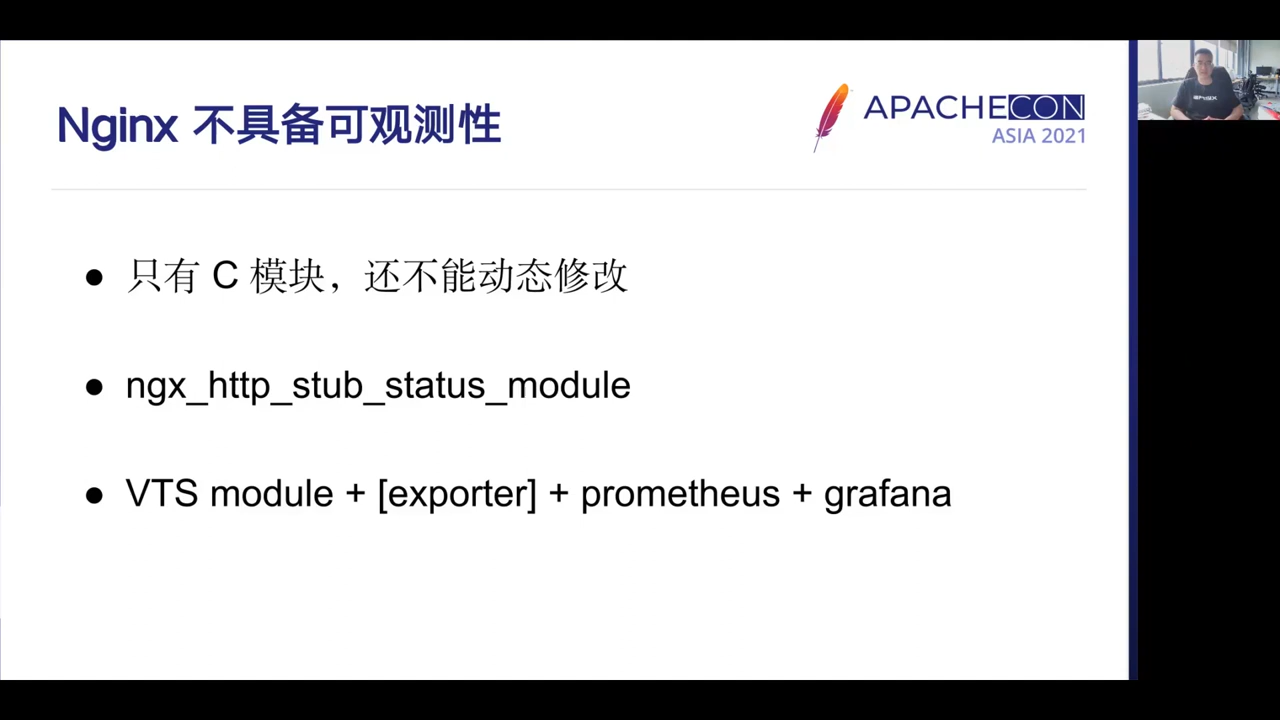 Nginx 不具备可观测性
APACHECON
ASIA 2021
● 只有 C 模块，还不能动态修改
● ngx_http_stub_status_module
● VTS module + [exporter] + prometheus + grafana